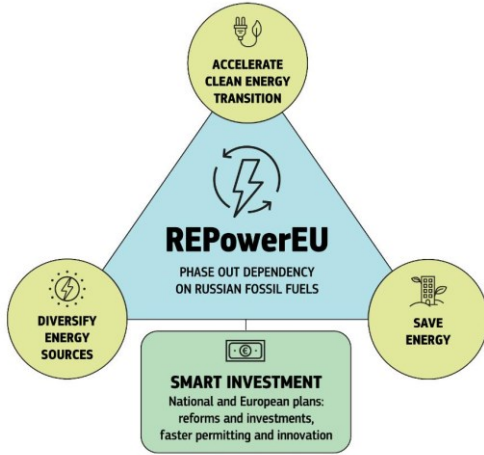 ACCELERATE
CLEAN ENERGY
TRANSITION
REPowerEU
PHASE OUT DEPENDENCY
ON RUSSIAN FOSSIL FUELS
DIVERSIFY
ENERGY
SOURCES
SAVE
ENERGY
€
SMART INVESTMENT
National and European plans:
reforms and investments,
faster permitting and innovation